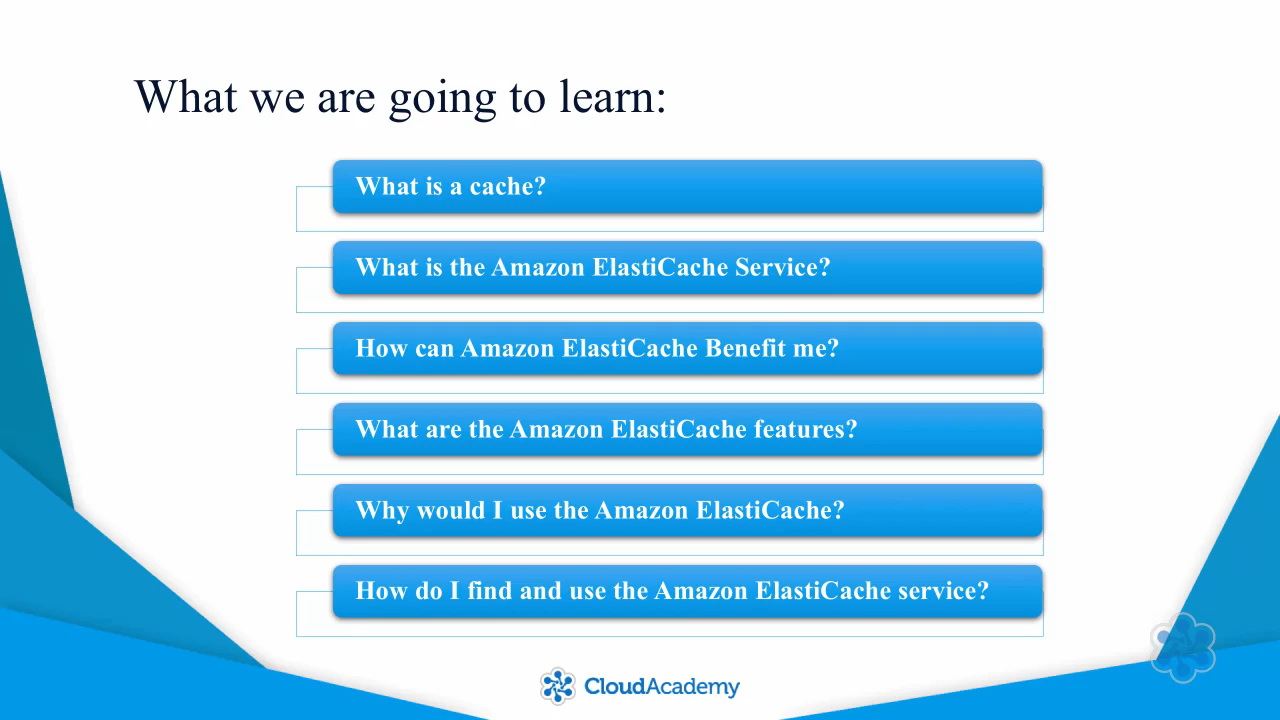 What we are going to learn:
What is a cache?
What is the Amazon ElastiCache Service?
How can Amazon ElastiCache Benefit me?
What are the Amazon ElastiCache features?
Why would I use the Amazon ElastiCache?
How do I find and use the Amazon ElastiCache service?
CloudAcademy